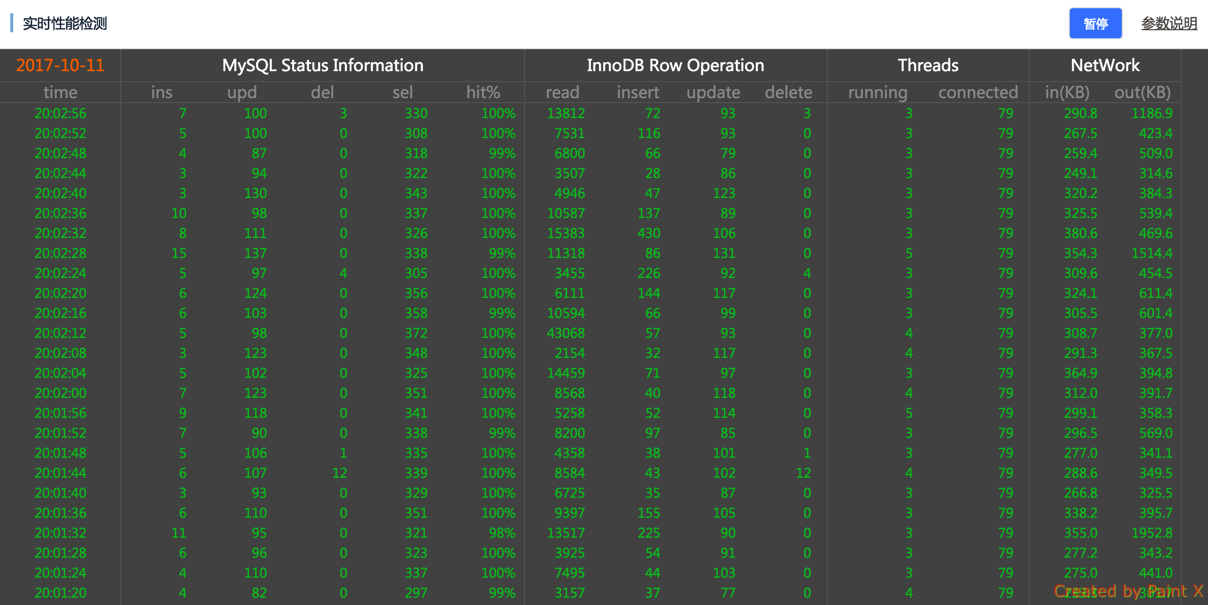 实时性能检测 暂停 参数说明
2017-10-11 MySQL Status Information InnoDB Row Operation Threads NetWork
time ins upd del sel hit% read insert update delete running connected in(KB) out(KB)
20:02:56 7 100 3 330 100% 13812 72 93 3 3 79 290.8 1186.9
20:02:52 5 100 0 308 100% 7531 116 93 0 3 79 267.5 423.4
20:02:48 4 87 0 318 99% 6800 66 79 0 3 79 259.4 509.0
20:02:44 3 94 0 322 100% 3507 28 86 0 3 79 249.1 314.6
20:02:40 3 130 0 343 100% 4946 47 123 0 3 79 320.2 384.3
20:02:36 10 98 0 337 100% 10587 137 89 0 3 79 325.5 539.4
20:02:32 8 111 0 326 100% 15383 430 106 0 3 79 380.6 469.6
20:02:28 15 137 0 338 99% 11318 86 131 0 5 79 354.3 1514.4
20:02:24 5 97 4 305 100% 3455 226 92 4 3 79 309.6 454.5
20:02:20 6 124 0 356 100% 6111 144 117 0 3 79 324.1 611.4
20:02:16 6 103 0 358 99% 10594 66 99 0 3 79 305.5 601.4
20:02:12 5 98 0 372 100% 43068 57 93 0 4 79 308.7 377.0
20:02:08 3 123 0 348 100% 2154 32 117 0 4 79 291.3 367.5
20:02:04 5 102 0 325 100% 14459 71 97 0 3 79 364.9 394.8
20:02:00 7 123 0 351 100% 8568 40 118 0 4 79 312.0 391.7
20:01:56 9 118 0 341 100% 5258 52 114 0 5 79 299.1 358.3
20:01:52 7 90 0 338 99% 8200 97 85 0 3 79 296.5 569.0
20:01:48 5 106 1 335 100% 4358 38 101 1 3 79 277.0 341.1
20:01:44 6 107 12 339 100% 8584 43 102 12 4 79 288.6 349.5
20:01:40 3 93 0 329 100% 6725 35 87 0 3 79 266.8 325.5
20:01:36 6 110 0 351 100% 9397 155 105 0 3 79 338.2 395.7
20:01:32 11 95 0 321 98% 13517 225 90 0 3 79 355.0 1952.8
20:01:28 6 96 0 323 100% 3925 54 91 0 3 79 277.2 343.2
20:01:24 4 110 0 337 100% 7495 44 103 0 3 79 275.0 441.0
20:01:20 4 82 0 297 99% 3157 37 77 0 4 79
Created by Paint X